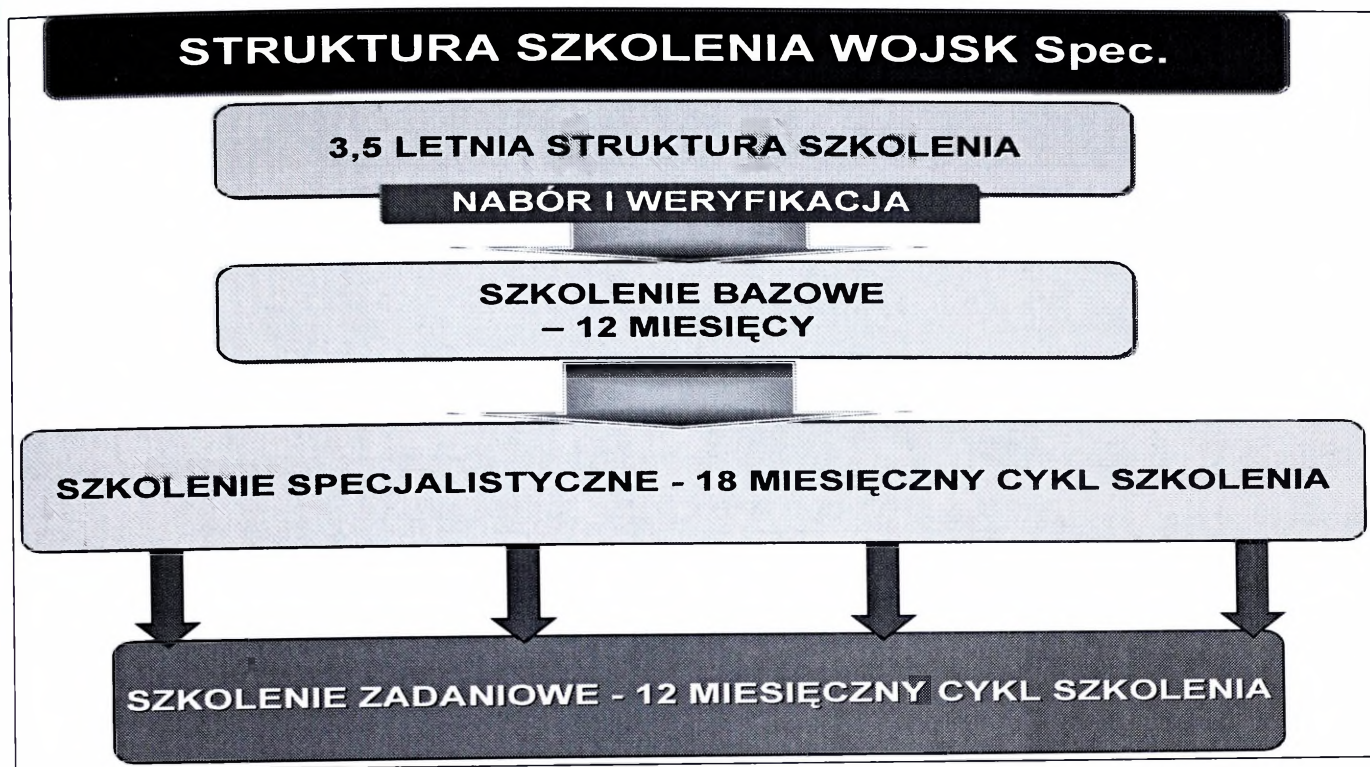 STRUKTURA SZKOLENIA WOJSK Spec.
3,5 LETNIA STRUKTURA SZKOLENIA
NABÓR I WERYFIKACJA
SZKOLENIE BAZOWE
– 12 MIESIĘCY
SZKOLENIE SPECJALISTYCZNE - 18 MIESIĘCZNY CYKL SZKOLENIA
SZKOLENIE ZADANIOWE - 12 MIESIĘCZNY CYKL SZKOLENIA